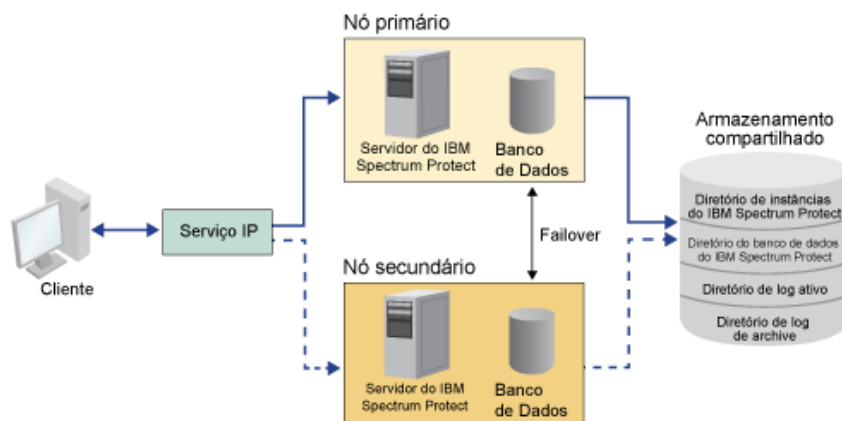 Nó primário
Servidor do IBM
Spectrum Protect
Banco
de Dados
Armazenamento
compartilhado
Diretório de instâncias
do IBM Spectrum Protect
Diretório do banco de dados
do IBM Spectrum Protect
Diretório de log ativo
Diretório de log
de archive
Serviço IP
Failover
Cliente
Nó secundário
Servidor do IBM
Spectrum Protect
Banco
de Dados